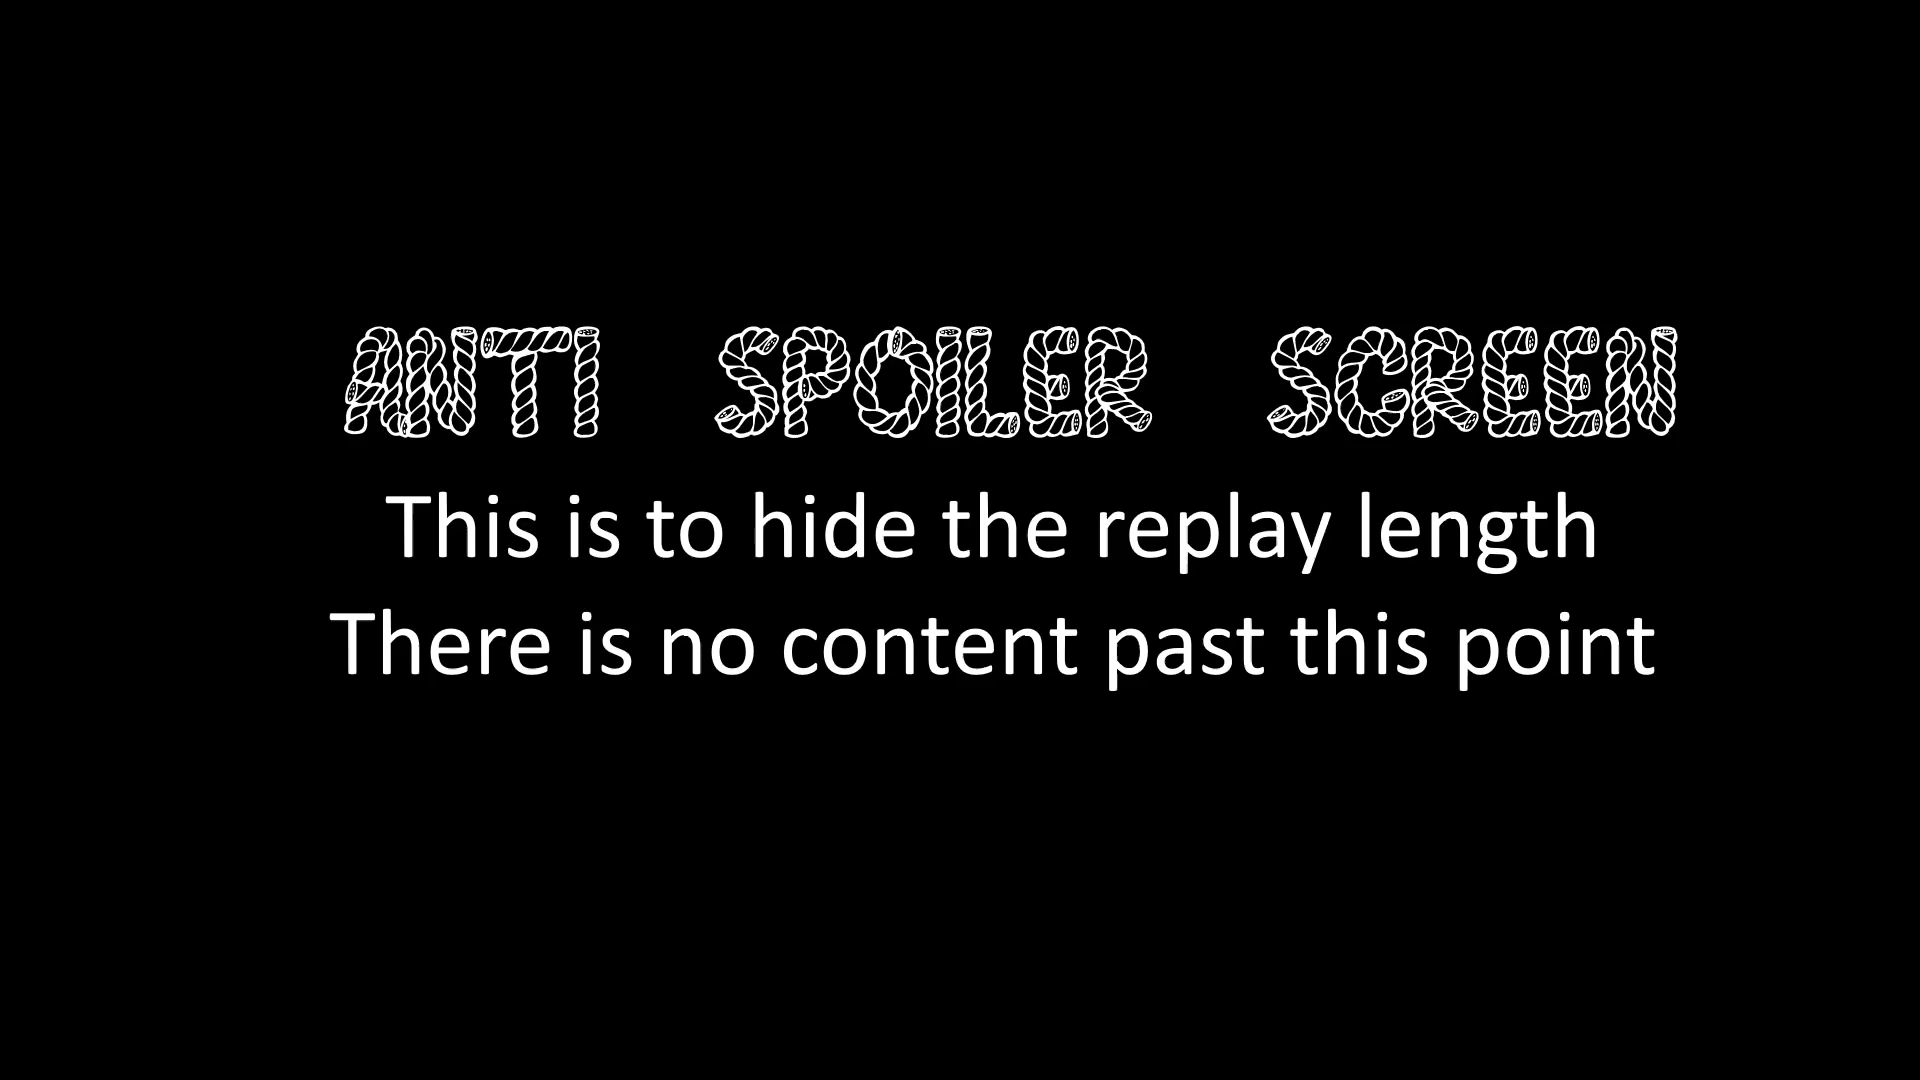 ANTI SPOILER SCREEN
This is to hide the replay length
There is no content past this point